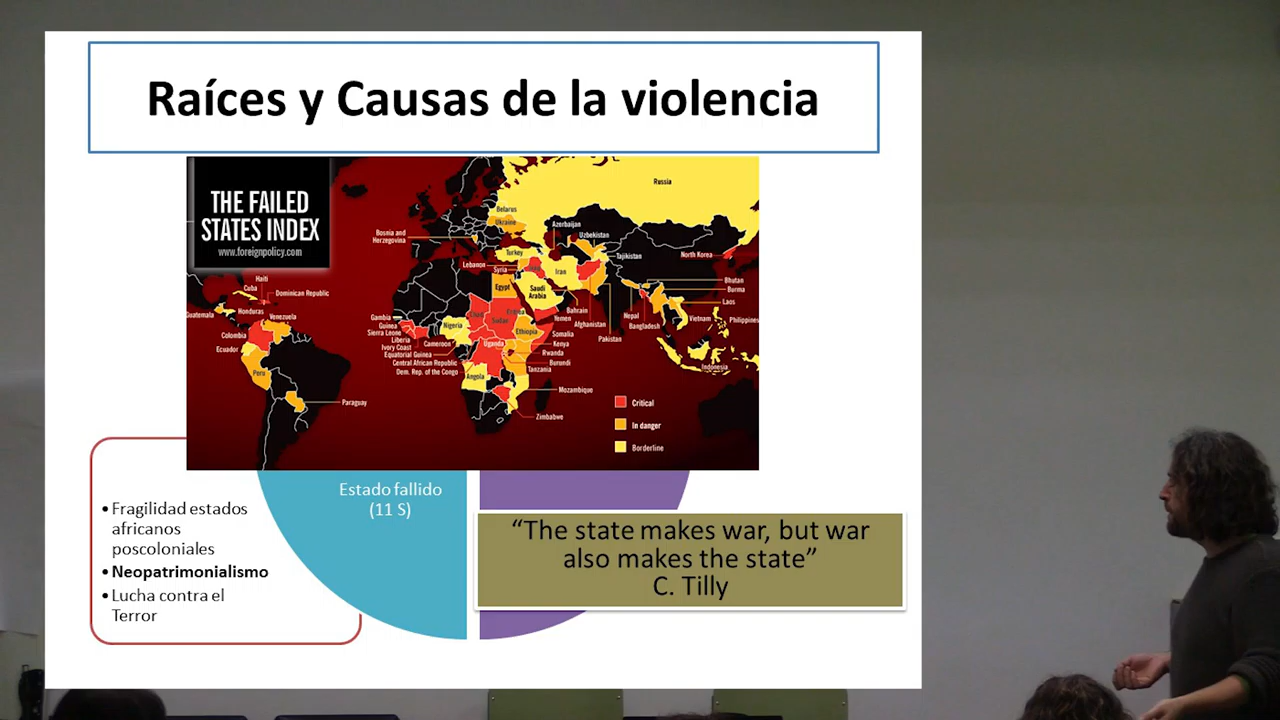 Raíces y Causas de la violencia
THE FAILED
STATES INDEX
www.foreignpolicy.com
Russia
Belarus
Ukraine
Bosnia and
Herzegovina
Azerbaijan
Uzbekistan
Turkey
Tajikistan
North Korea
Lebanon
Syria
Iran
Haiti
Cuba
Dominican Republic
Egypt
Saudi
Arabia
Bhutan
Burma
Laos
Guatemala
Honduras
Venezuela
Bahrain
Yemen
Nepal
Vietnam
Philippines
Gambia
Guinea
Sierra Leone
Liberia
Ivory Coast
Cameroon
Equatorial Guinea
Central African Republic
Dem. Rep. of the Congo
Nigeria
Chad
Sudan
Eritrea
Ethiopia
Afghanistan
Bangladesh
Pakistan
Somalia
Kenya
Rwanda
Burundi
Tanzania
Uganda
Colombia
Ecuador
Peru
Angola
Indonesia
Mozambique
Paraguay
Zimbabwe
Critical
In danger
Borderline
Estado fallido
(11 S)
• Fragilidad estados
africanos
poscoloniales
• Neopatrimonialismo
• Lucha contra el
Terror
“The state makes war, but war
also makes the state”
C. Tilly